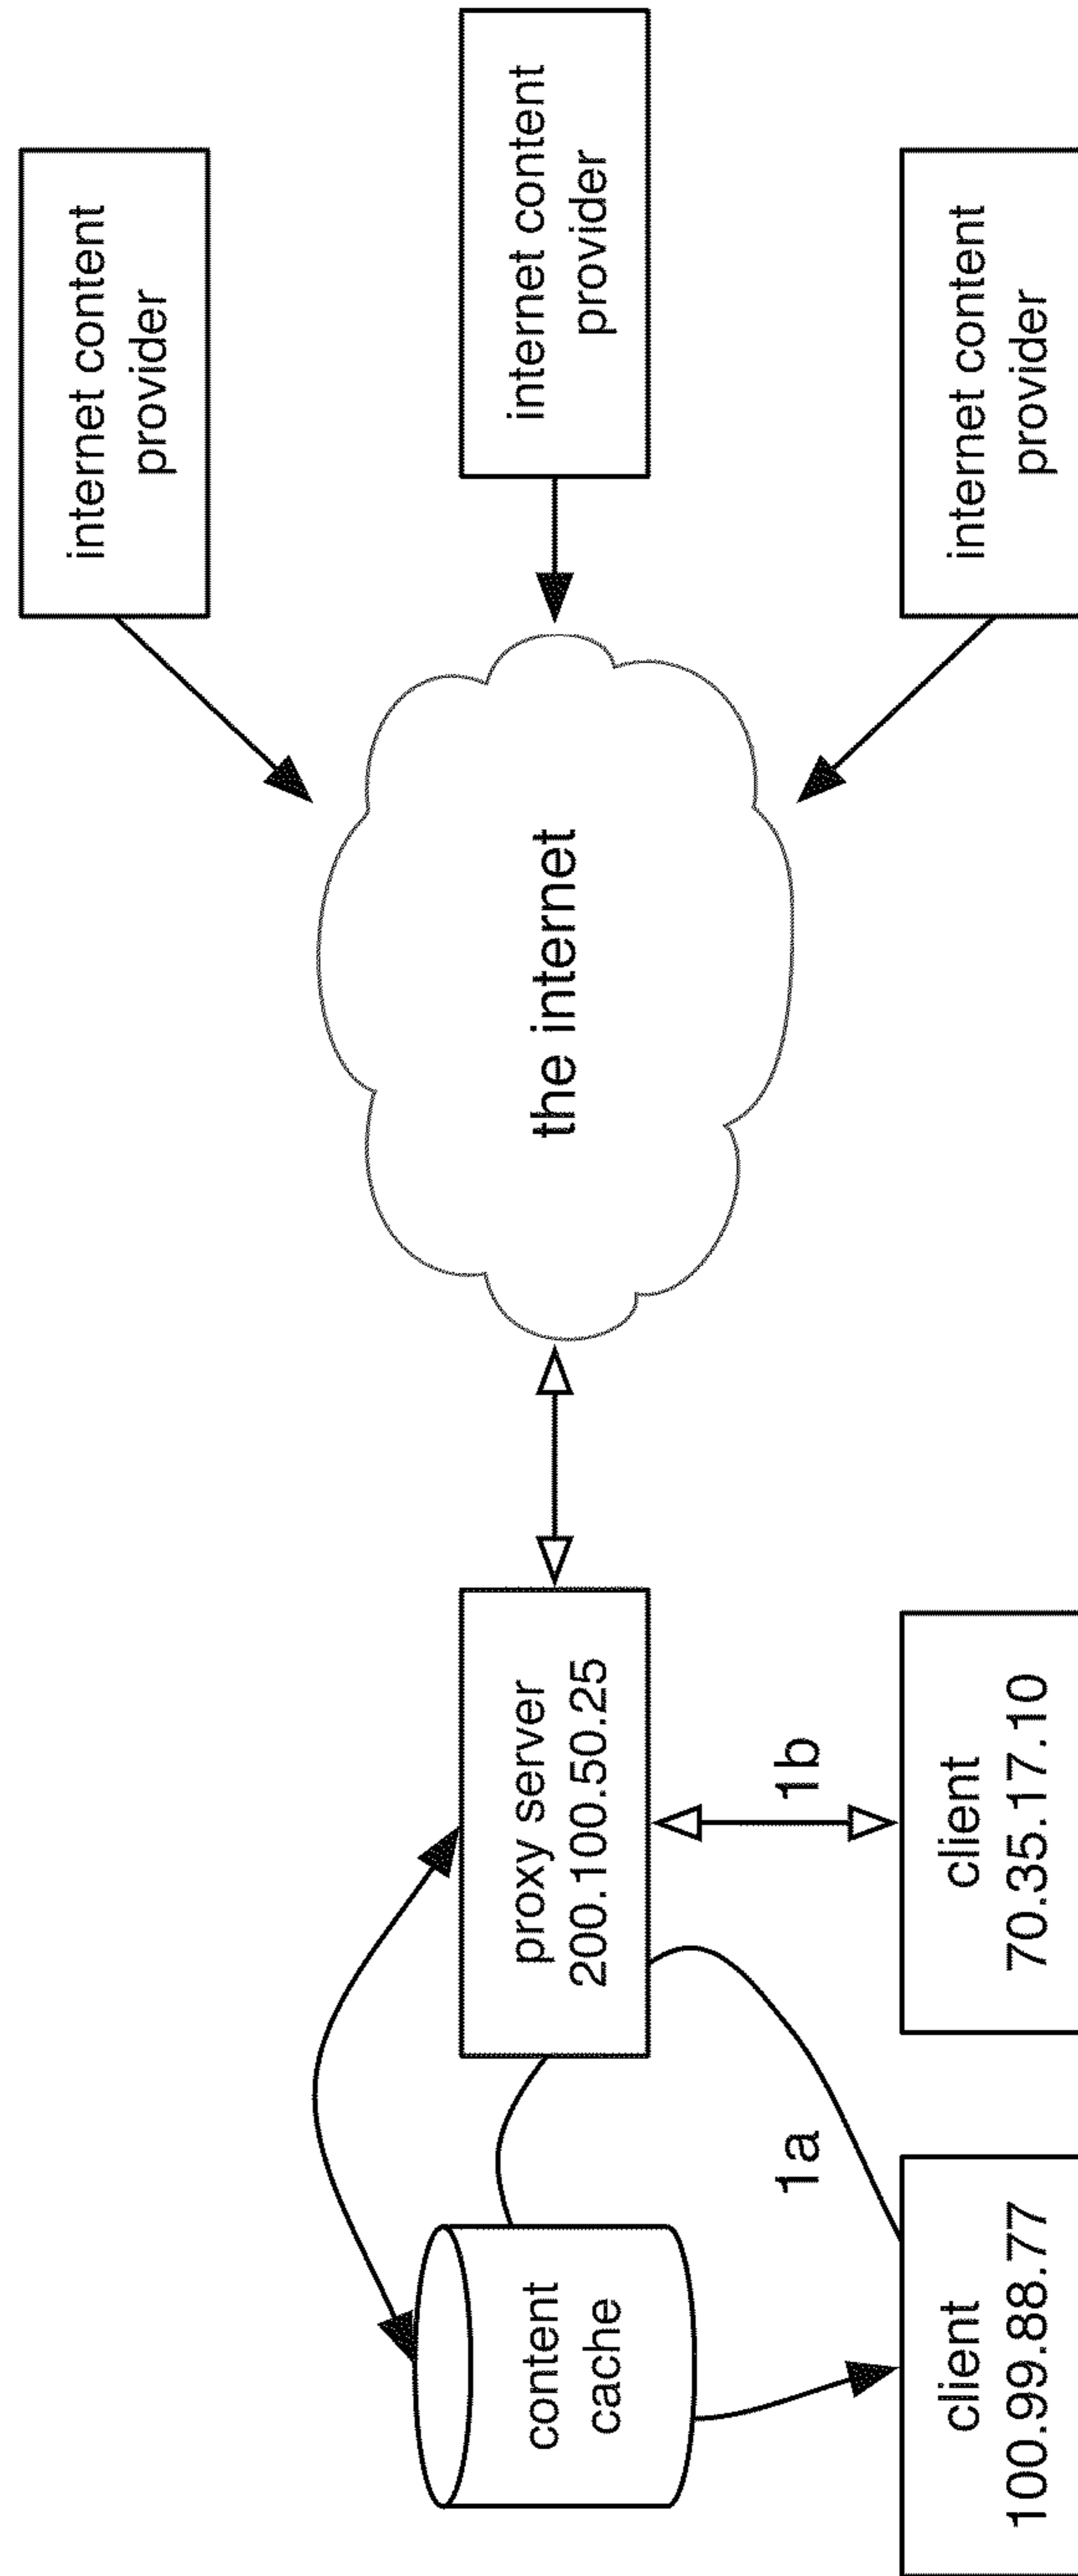 internet content
provider
internet content
provider
internet content
provider
the internet
proxy server
200.100.50.25
content
cache
1a
1b
client
100.99.88.77
client
70.35.17.10